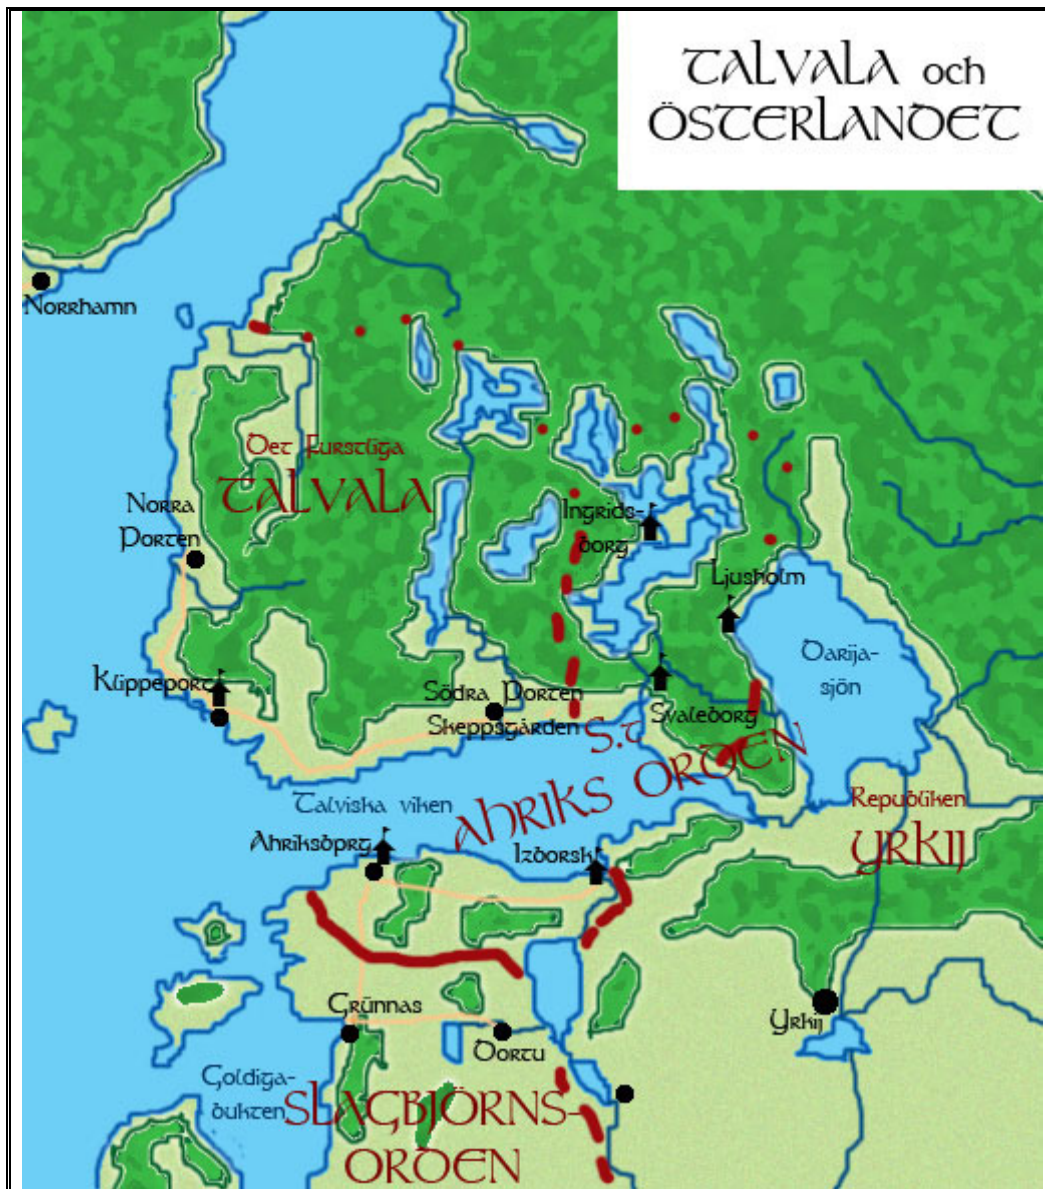 TALVALA och
ÖSTERLANDET
Norrhamn
Det Furstliga
TALVALA
Norra
Porten
Ingrids-
borg
Ljusholm
Darija-
sjön
Klippeport
Södra Porten
Skeppsgården
Svaleborg
S:t
AHRIKS ORDEN
Talviska viken
Republiken
YRKIJ
Ahriksborg
Izborsk
Grünnas
Dortu
Yrkij
Goldiga-
bukten
SLAGBJÖRNS-
ORDEN